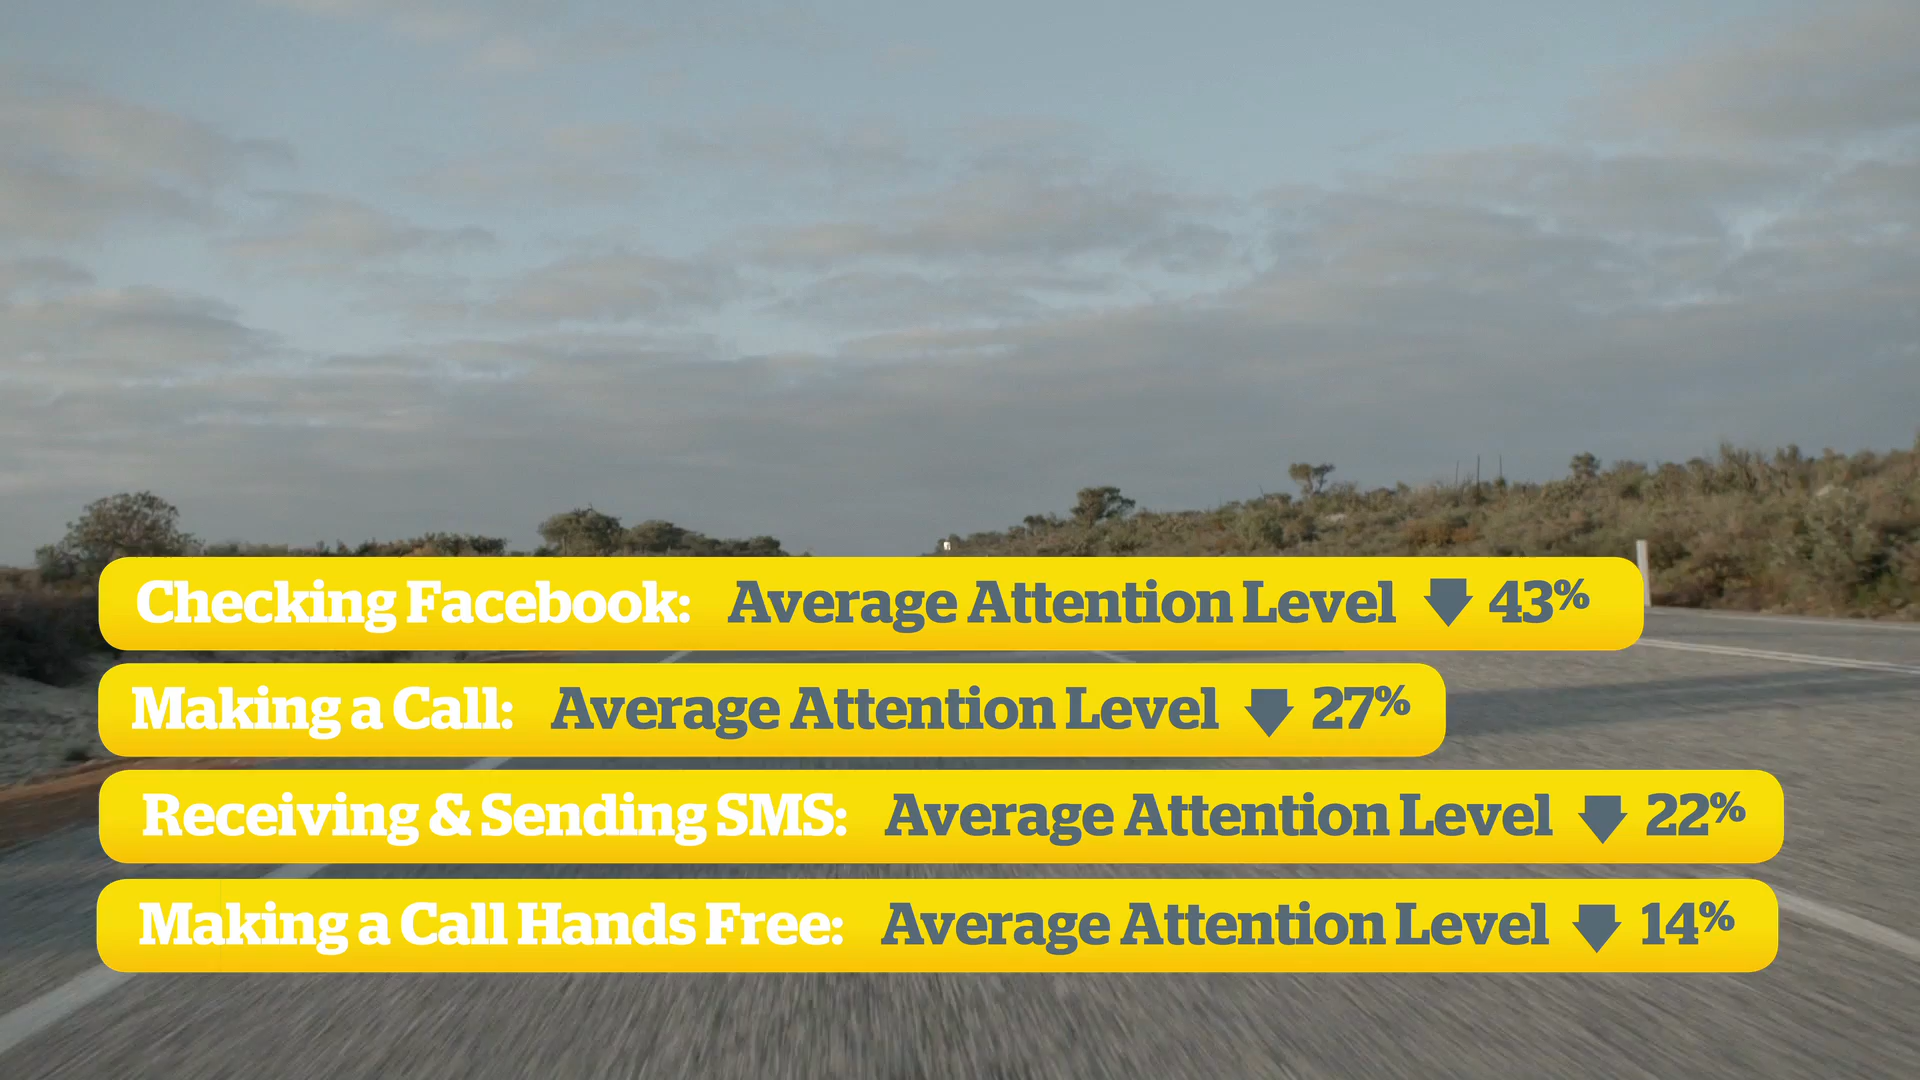 Checking Facebook: Average Attention Level 43%
Making a Call: Average Attention Level 27%
Receiving & Sending SMS: Average Attention Level 22%
Making a Call Hands Free: Average Attention Level 14%